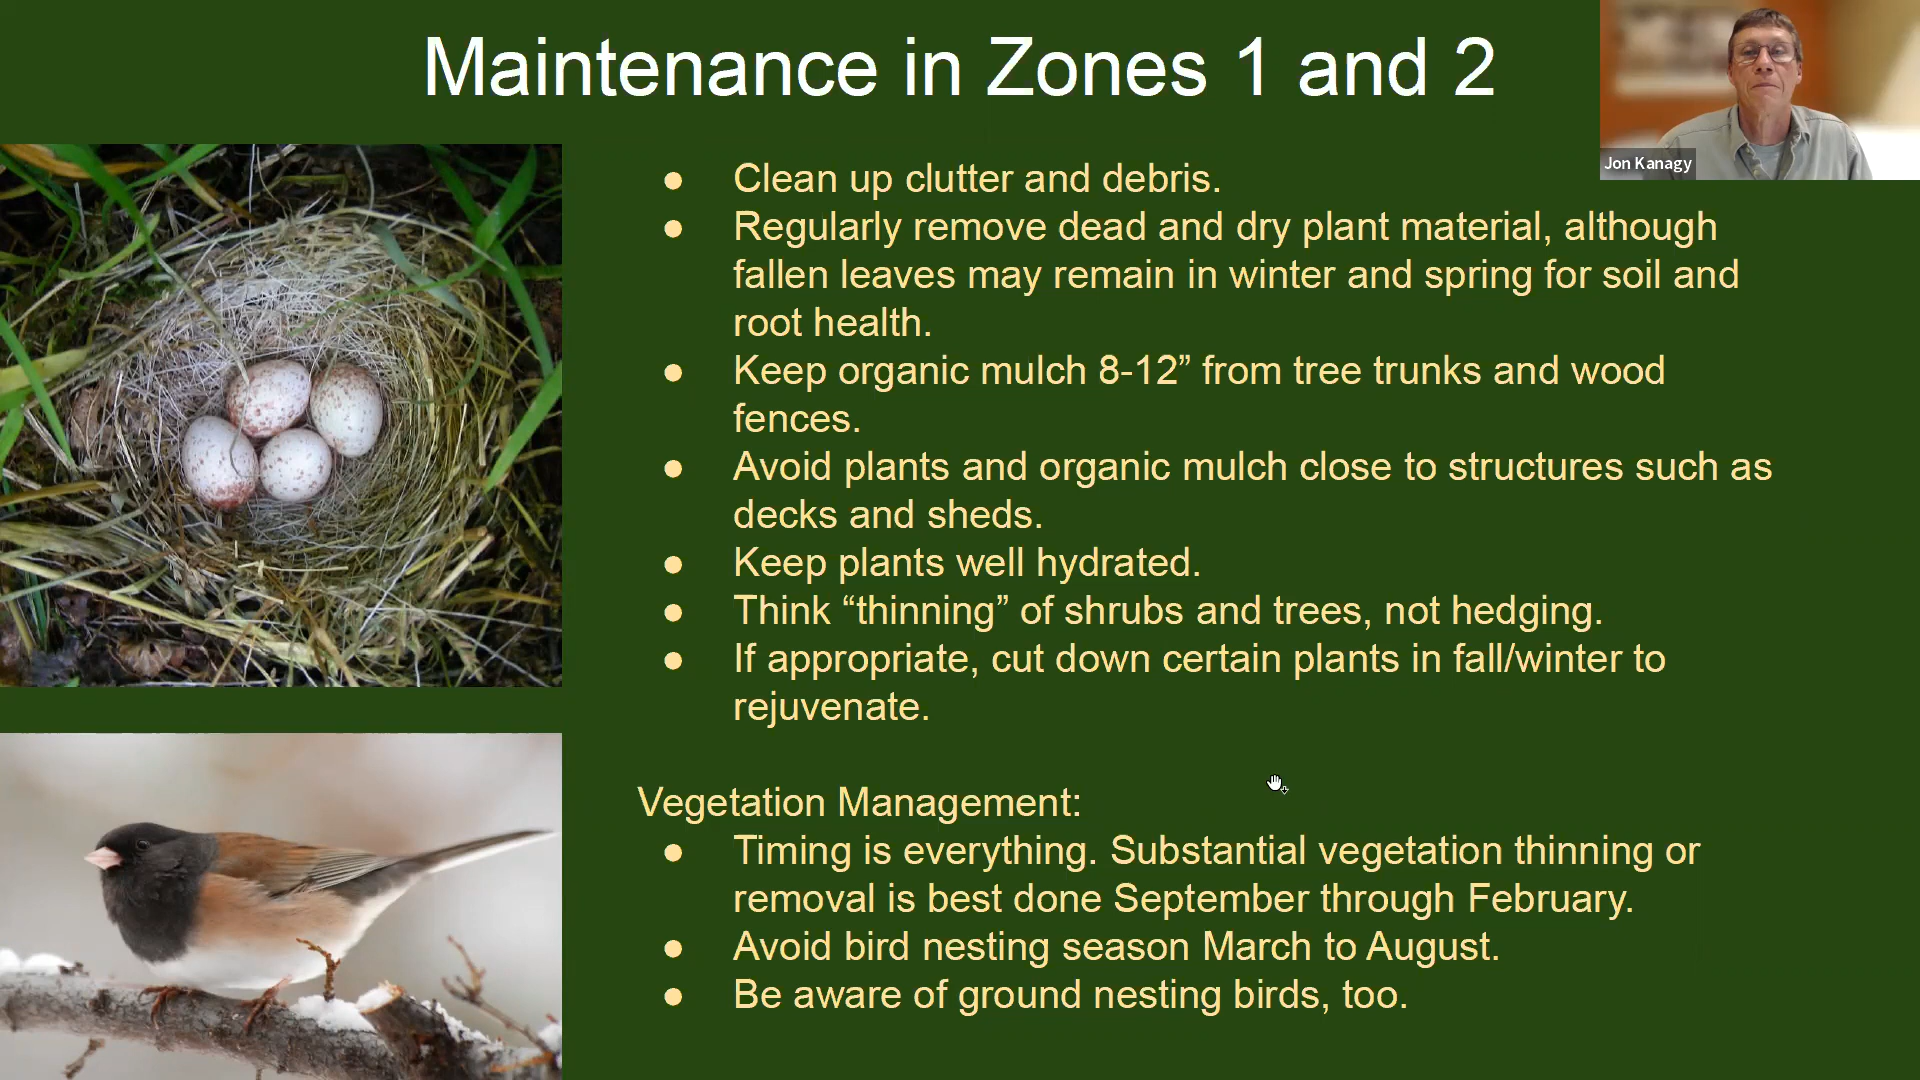 Maintenance in Zones 1 and 2
Jon Kanagy
● Clean up clutter and debris.
● Regularly remove dead and dry plant material, although
fallen leaves may remain in winter and spring for soil and
root health.
● Keep organic mulch 8-12” from tree trunks and wood
fences.
● Avoid plants and organic mulch close to structures such as
decks and sheds.
● Keep plants well hydrated.
● Think “thinning” of shrubs and trees, not hedging.
● If appropriate, cut down certain plants in fall/winter to
rejuvenate.
Vegetation Management:
● Timing is everything. Substantial vegetation thinning or
removal is best done September through February.
● Avoid bird nesting season March to August.
● Be aware of ground nesting birds, too.